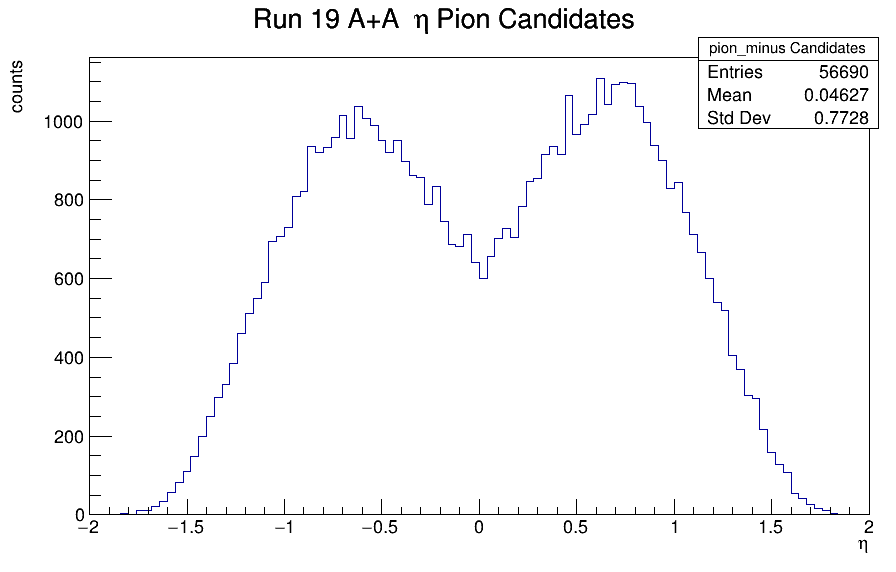 Run 19 A+A η Pion Candidates
pion_minus Candidates
Entries 56690
Mean 0.04627
Std Dev 0.7728
counts
1000
800
600
400
200
0
−2 −1.5 −1 −0.5 0 0.5 1 1.5 2
η